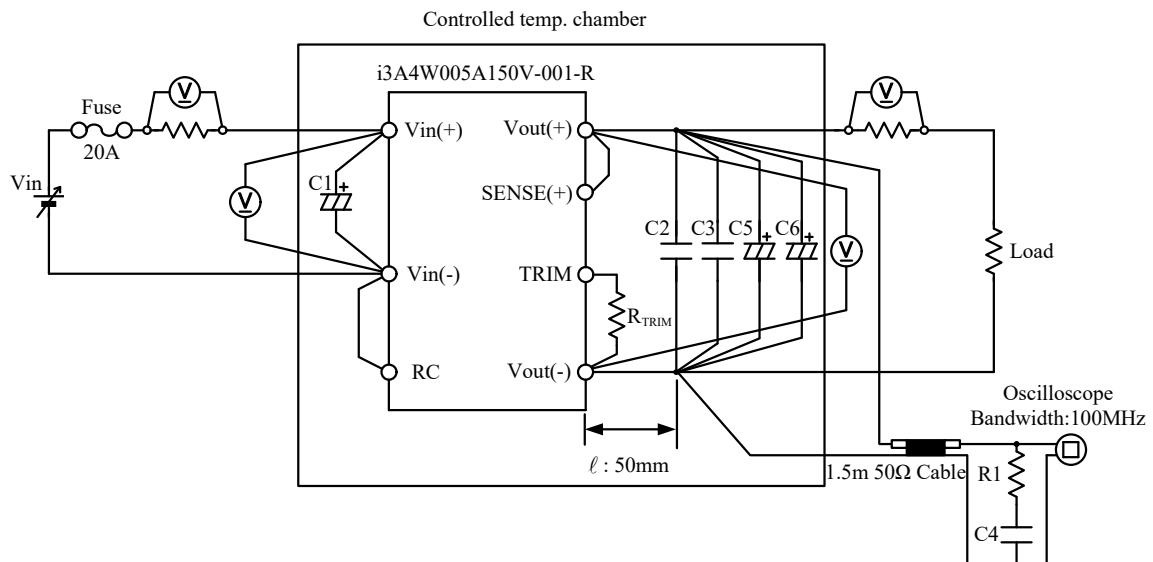 Controlled temp. chamber
i3A4W005A150V-001-R
Fuse
20A
V
V
Vin
V
C1
+
Vin(+)
Vout(+)
SENSE(+)
Vin(-)
TRIM
RTRIM
RC
Vout(-)
C2
C3
C5
+
C6
+
V
Load
ℓ : 50mm
Oscilloscope
Bandwidth:100MHz
1.5m 50Ω Cable
R1
C4